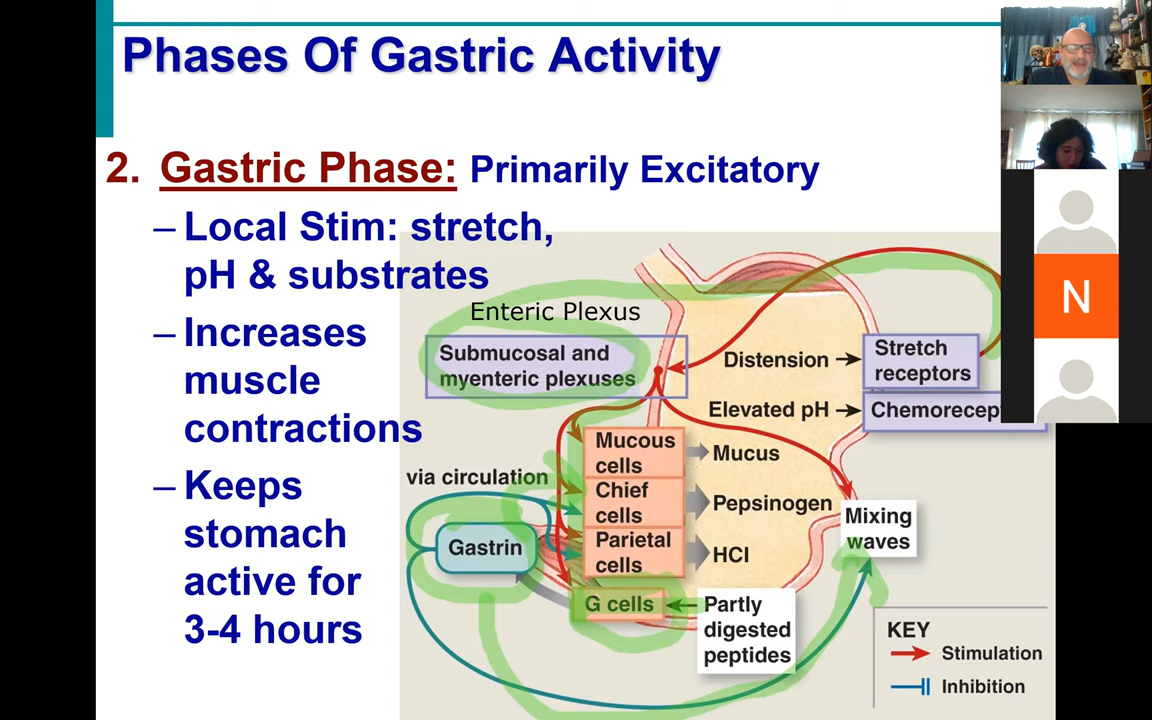 Phases Of Gastric Activity
2. Gastric Phase: Primarily Excitatory
– Local Stim: stretch,
pH & substrates
– Increases
muscle
contractions
– Keeps
stomach
active for
3-4 hours
Enteric Plexus
Submucosal and
myenteric plexuses
Distension
Stretch
receptors
Elevated pH
Mucous
cells
Mucus
via circulation
Chief
cells
Pepsinogen
Mixing
waves
Gastrin
Parietal
cells
HCl
G cells
Partly
digested
peptides
KEY
Stimulation
Inhibition
N